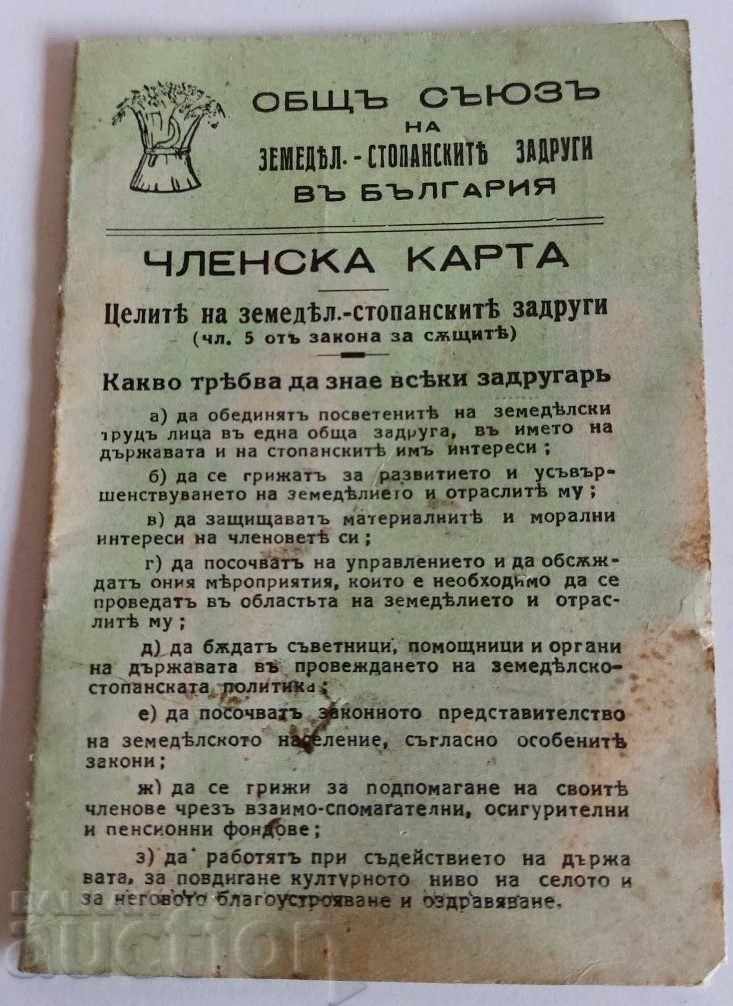 ОБЩЪ СЪЮЗЪ
НА
ЗЕМЕДѢЛ.-СТОПАНСКИТѢ ЗАДРУГИ
ВЪ БЪЛГАРИЯ
ЧЛЕНСКА КАРТА
Целитѣ на земедѣл.-стопанскитѣ задруги
(чл. 5 отъ закона за сѫщитѣ)
Какво трѣбва да знае всѣки задругарь
а) да обединятъ посветенитѣ на земедѣлски
трудъ лица въ една обща задруга, въ името на
държавата и на стопанскитѣ имъ интереси;
б) да се грижатъ за развитието и усъвър-
шенствуването на земедѣлието и отраслитѣ му;
в) да защищаватъ материалнитѣ и морални
интереси на членоветѣ си;
г) да посочватъ на управлението и да обсѫж-
датъ ония мѣроприятия, които е необходимо да се
проведатъ въ областьта на земедѣлието и отрас-
литѣ му;
д) да бѫдатъ съветници, помощници и органи
на държавата въ провеждането на земедѣлско-
стопанската политика;
е) да посочватъ законното представителство
на земедѣлското население, съгласно особенитѣ
закони;
ж) да се грижи за подпомагане на своитѣ
членове чрезъ взаимо-спомагателни, осигурителни
и пенсионни фондове;
з) да работятъ при съдействието на държа
вата, за повдигане културното ниво на селото и
за неговото благоустрояване и оздравяване.
auction